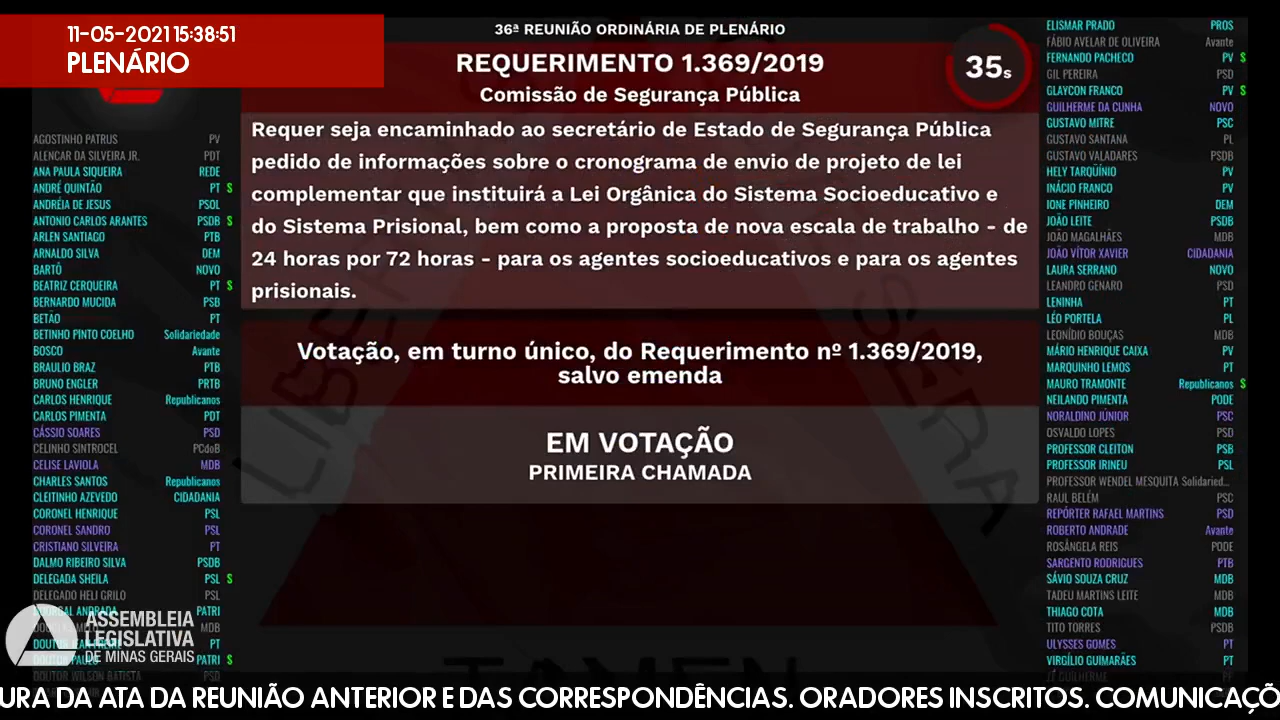 11-05-2021 15:38:51
PLENÁRIO
36ª REUNIÃO ORDINÁRIA DE PLENÁRIO
REQUERIMENTO 1.369/2019
Comissão de Segurança Pública
35s
Requer seja encaminhado ao secretário de Estado de Segurança Pública
pedido de informações sobre o cronograma de envio de projeto de lei
complementar que instituirá a Lei Orgânica do Sistema Socioeducativo e
do Sistema Prisional, bem como a proposta de nova escala de trabalho - de
24 horas por 72 horas - para os agentes socioeducativos e para os agentes
prisionais.
Votação, em turno único, do Requerimento nº 1.369/2019,
salvo emenda
EM VOTAÇÃO
PRIMEIRA CHAMADA
AGOSTINHO PATRUS PV
ALENCAR DA SILVEIRA JR. PDT
ANA PAULA SIQUEIRA REDE
ANDRÉ QUINTÃO PT S
ANDRÉIA DE JESUS PSOL
ANTONIO CARLOS ARANTES PSDB S
ARLEN SANTIAGO PTB
ARNALDO SILVA DEM
BARTÔ NOVO
BEATRIZ CERQUEIRA PT S
BERNARDO MUCIDA PSB
BETÃO PT
BETINHO PINTO COELHO Solidariedade
BOSCO Avante
BRAULIO BRAZ PTB
BRUNO ENGLER PRTB
CARLOS HENRIQUE Republicanos
CARLOS PIMENTA PDT
CÁSSIO SOARES PSD
CELINHO SINTROCEL PCdoB
CELISE LAVIOLA MDB
CHARLES SANTOS Republicanos
CLEITINHO AZEVEDO CIDADANIA
CORONEL HENRIQUE PSL
CORONEL SANDRO PSL
CRISTIANO SILVEIRA PT
DALMO RIBEIRO SILVA PSDB
DELEGADA SHEILA PSL S
DELEGADO HELI GRILO PSL
ANDRADA PATRI
MDB
DOUTOR JEAN FREIRE PT
DOUTOR PAULO PATRI S
DOUTOR WILSON BATISTA PSD
ELISMAR PRADO PROS
FÁBIO AVELAR DE OLIVEIRA Avante
FERNANDO PACHECO PV S
GIL PEREIRA PSD
GLAYCON FRANCO PV S
GUILHERME DA CUNHA NOVO
GUSTAVO MITRE PSC
GUSTAVO SANTANA PL
GUSTAVO VALADARES PSDB
HELY TARQÜÍNIO PV
INÁCIO FRANCO PV
IONE PINHEIRO DEM
JOÃO LEITE PSDB
JOÃO MAGALHÃES MDB
JOÃO VÍTOR XAVIER CIDADANIA
LAURA SERRANO NOVO
LEANDRO GENARO PSD
LENINHA PT
LÉO PORTELA PL
LEONÍDIO BOUÇAS MDB
MÁRIO HENRIQUE CAIXA PV
MARQUINHO LEMOS PT
MAURO TRAMONTE Republicanos S
NEILANDO PIMENTA PODE
NORALDINO JÚNIOR PSC
OSVALDO LOPES PSD
PROFESSOR CLEITON PSB
PROFESSOR IRINEU PSL
PROFESSOR WENDEL MESQUITA Solidaried...
RAUL BELÉM PSC
REPÓRTER RAFAEL MARTINS PSD
ROBERTO ANDRADE Avante
ROSÂNGELA REIS PODE
SARGENTO RODRIGUES PTB
SÁVIO SOUZA CRUZ MDB
TADEU MARTINS LEITE MDB
THIAGO COTA MDB
TITO TORRES PSDB
ULYSSES GOMES PT
VIRGÍLIO GUIMARÃES PT
ZÉ GUILHERME PP
ASSEMBLEIA
LEGISLATIVA
DE MINAS GERAIS
URA DA ATA DA REUNIÃO ANTERIOR E DAS CORRESPONDÊNCIAS. ORADORES INSCRITOS. COMUNICAÇÕ